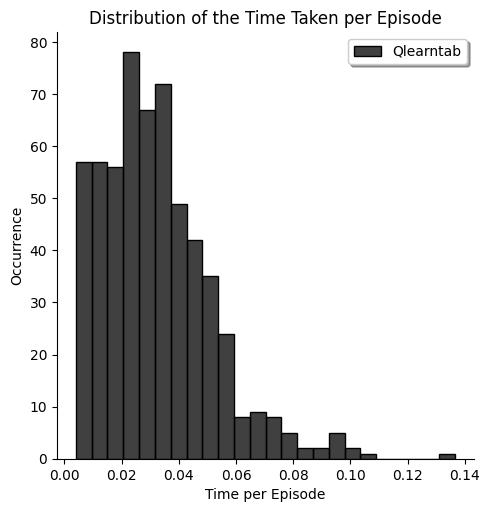 Distribution of the Time Taken per Episode
Qlearntab
80
70
60
50
40
30
20
10
0
Occurrence
0.00 0.02 0.04 0.06 0.08 0.10 0.12 0.14
Time per Episode